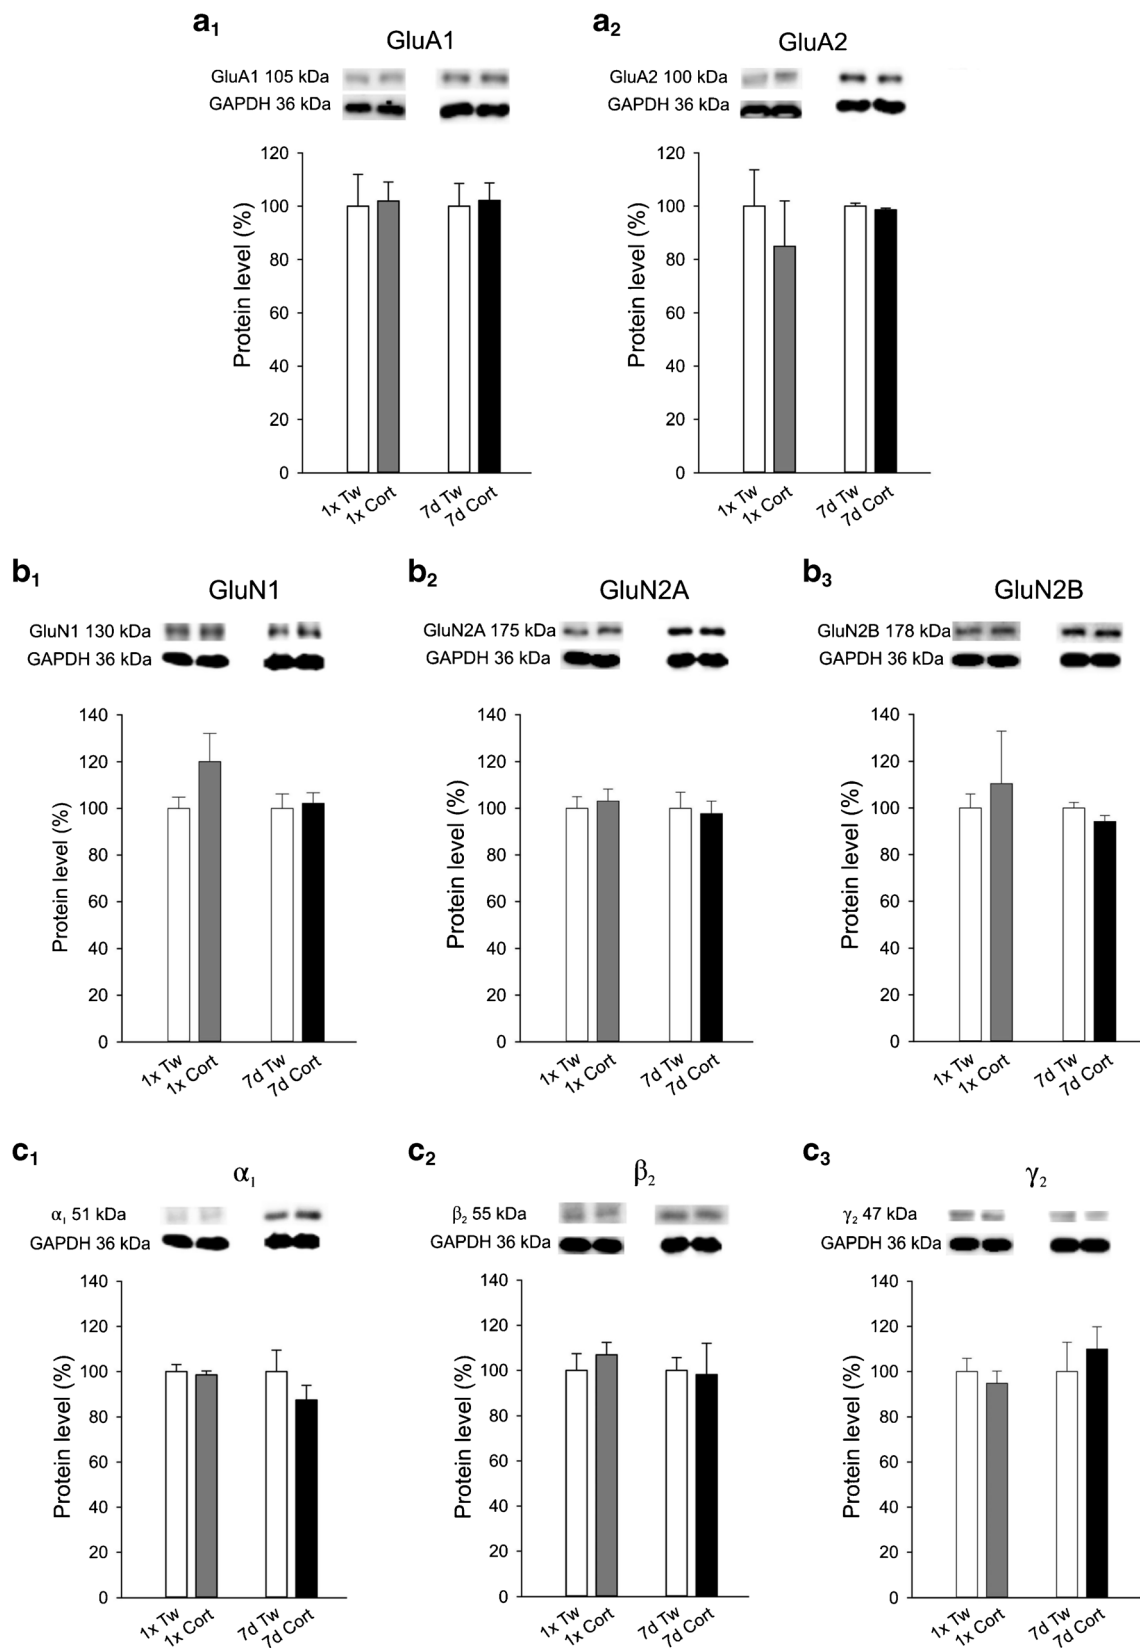 a1
GluA1
GluA1 105 kDa
GAPDH 36 kDa
Protein level (%)
120
100
80
60
40
20
0
1x Tw
1x Cort
7d Tw
7d Cort
a2
GluA2
GluA2 100 kDa
GAPDH 36 kDa
Protein level (%)
120
100
80
60
40
20
0
1x Tw
1x Cort
7d Tw
7d Cort
b1
GluN1
GluN1 130 kDa
GAPDH 36 kDa
Protein level (%)
140
120
100
80
60
40
20
0
1x Tw
1x Cort
7d Tw
7d Cort
b2
GluN2A
GluN2A 175 kDa
GAPDH 36 kDa
Protein level (%)
140
120
100
80
60
40
20
0
1x Tw
1x Cort
7d Tw
7d Cort
b3
GluN2B
GluN2B 178 kDa
GAPDH 36 kDa
Protein level (%)
140
120
100
80
60
40
20
0
1x Tw
1x Cort
7d Tw
7d Cort
c1
α1
α1 51 kDa
GAPDH 36 kDa
Protein level (%)
140
120
100
80
60
40
20
0
1x Tw
1x Cort
7d Tw
7d Cort
c2
β2
β2 55 kDa
GAPDH 36 kDa
Protein level (%)
140
120
100
80
60
40
20
0
1x Tw
1x Cort
7d Tw
7d Cort
c3
γ2
γ2 47 kDa
GAPDH 36 kDa
Protein level (%)
140
120
100
80
60
40
20
0
1x Tw
1x Cort
7d Tw
7d Cort